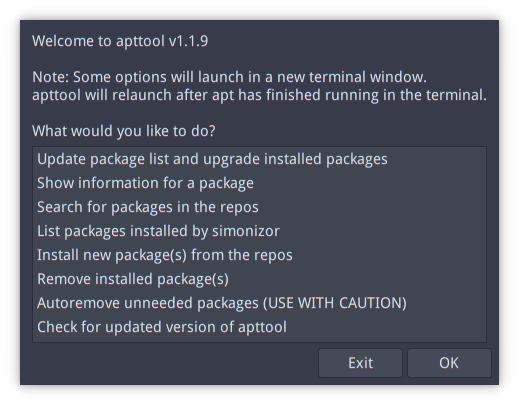 Welcome to apttool v1.1.9
Note: Some options will launch in a new terminal window.
apttool will relaunch after apt has finished running in the terminal.
What would you like to do?
Update package list and upgrade installed packages
Show information for a package
Search for packages in the repos
List packages installed by simonizor
Install new package(s) from the repos
Remove installed package(s)
Autoremove unneeded packages (USE WITH CAUTION)
Check for updated version of apttool
Exit
OK